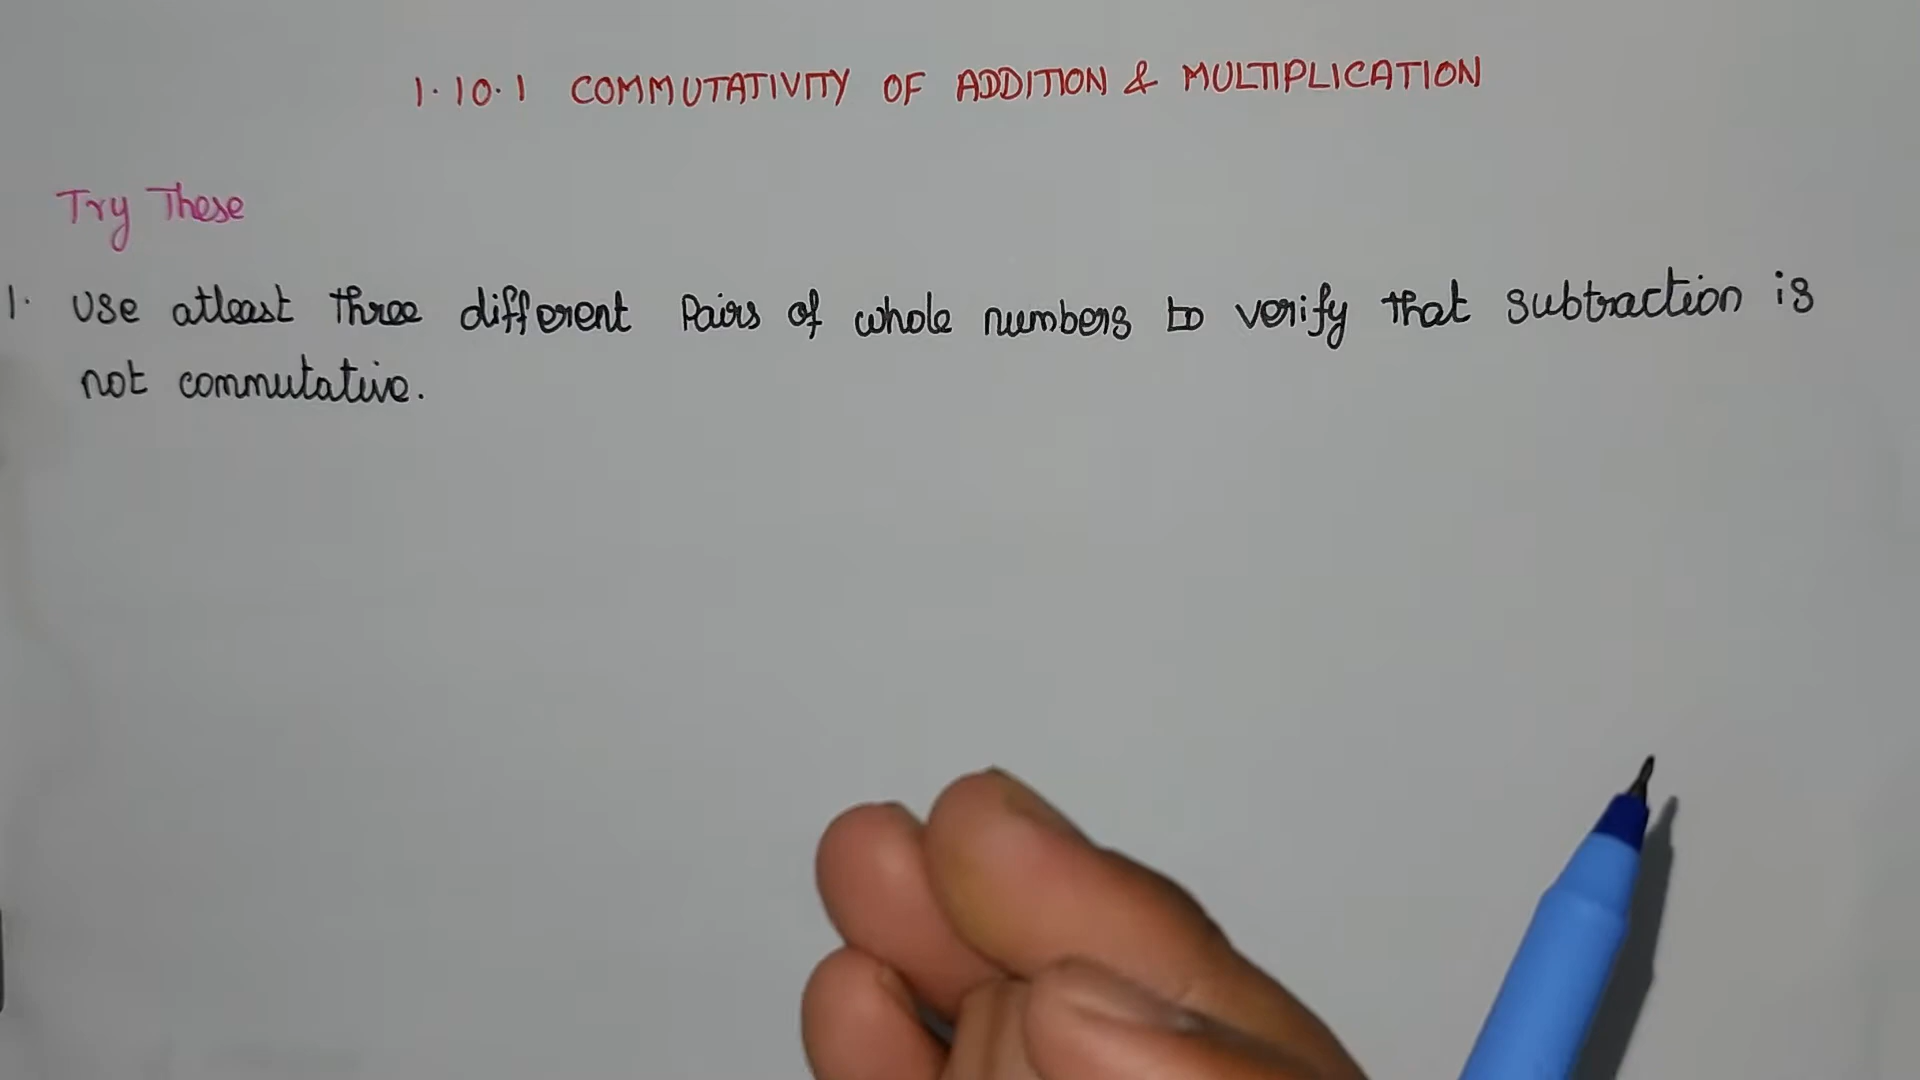 1.10.1 COMMUTATIVITY OF ADDITION & MULTIPLICATION
Try These
1. Use atleast three different Pairs of whole numbers to verify that subtraction is
not commutative.